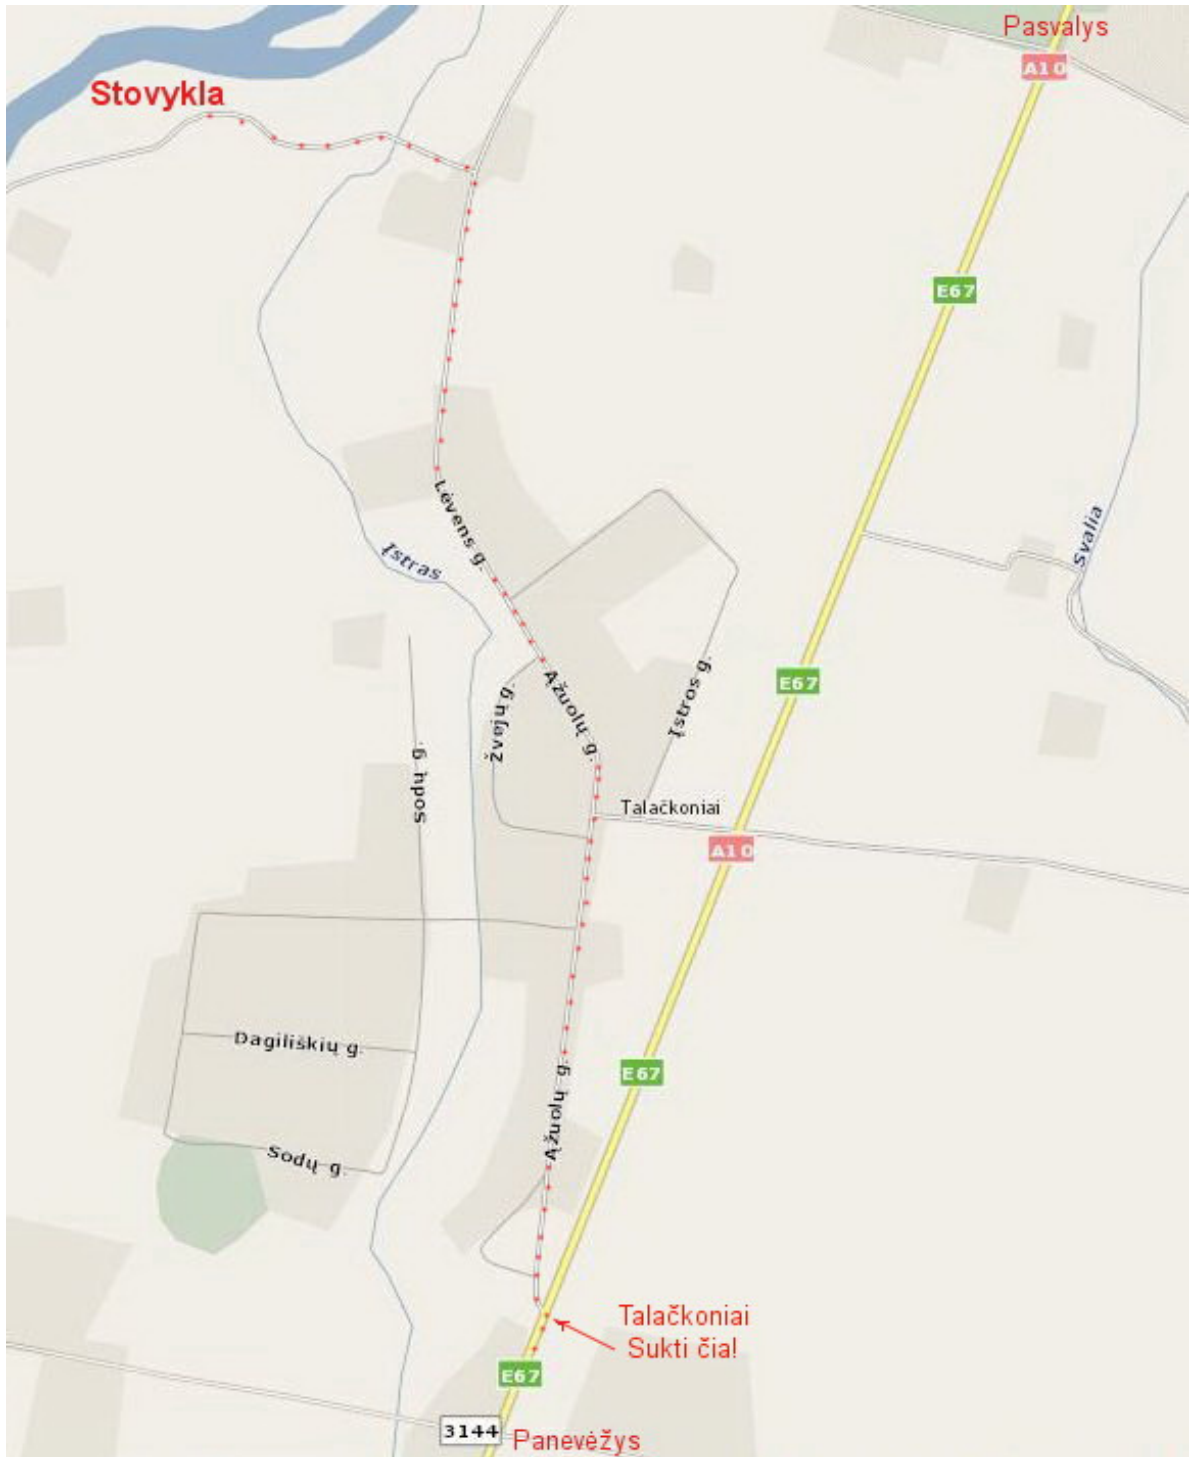 Pasvalys
A10
Stovykla
E67
Lėvens g.
Įstras
Svalia
Ąžuolų g.
Žvejų g.
Įstros g.
E67
Sodų g.
Talačkoniai
A10
Dagiliškių g.
E67
Ąžuolų g.
Sodų g.
Talačkoniai
Sukti čia!
E67
3144
Panevėžys